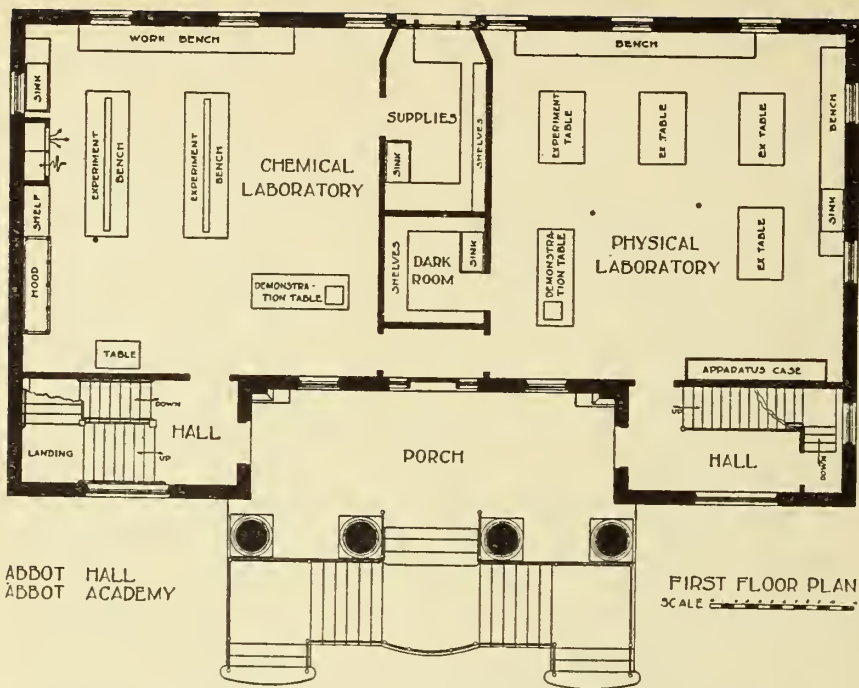 WORK BENCH
SINK
EXPERIMENT
BENCH
EXPERIMENT
BENCH
SHELF
HOOD
CHEMICAL
LABORATORY
DEMONSTRA-
TION TABLE
TABLE
SUPPLIES
SINK
SHELVES
SHELVES
DARK
ROOM
SINK
BENCH
BENCH
SINK
EXPERIMENT
TABLE
EX TABLE
EX TABLE
EX TABLE
DEMONSTRA-
TION TABLE
PHYSICAL
LABORATORY
APPARATUS CASE
DOWN
HALL
LANDING
UP
PORCH
UP
HALL
DOWN
ABBOT HALL
ABBOT ACADEMY
FIRST FLOOR PLAN
SCALE